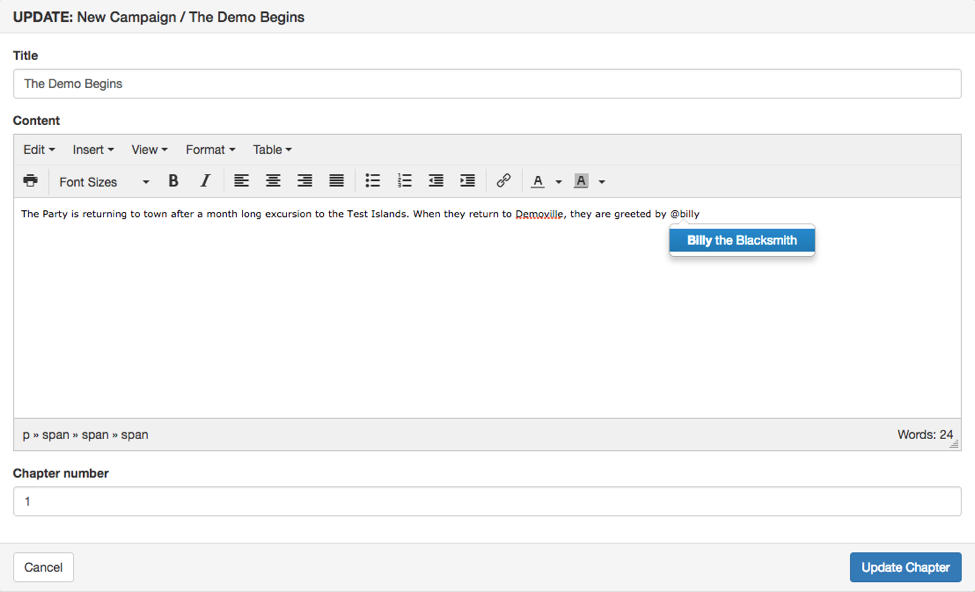 UPDATE: New Campaign / The Demo Begins
Title
The Demo Begins
Content
Edit Insert View Format Table
Font Sizes B I A A
The Party is returning to town after a month long excursion to the Test Islands. When they return to Demoville, they are greeted by @billy
Billy the Blacksmith
p » span » span » span Words: 24
Chapter number
1
Cancel Update Chapter